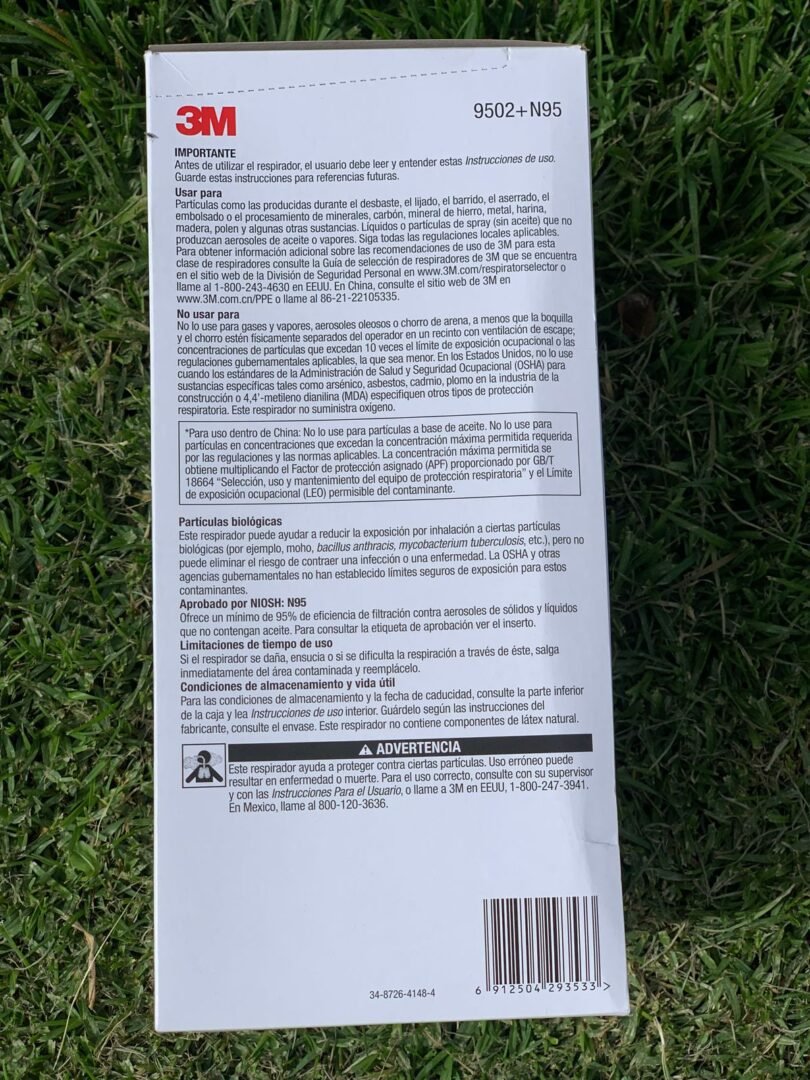 3M
9502+N95
IMPORTANTE
Antes de utilizar el respirador, el usuario debe leer y entender estas Instrucciones de uso.
Guarde estas instrucciones para referencias futuras.
Usar para
Partículas como las producidas durante el desbaste, el lijado, el barrido, el aserrado, el
embolsado o el procesamiento de minerales, carbón, mineral de hierro, metal, harina,
madera, polen y algunas otras sustancias. Líquidos o partículas de spray (sin aceite) que no
produzcan aerosoles de aceite o vapores. Siga todas las regulaciones locales aplicables.
Para obtener información adicional sobre las recomendaciones de uso de 3M para esta
clase de respiradores consulte la Guía de selección de respiradores de 3M que se encuentra
en el sitio web de la División de Seguridad Personal en www.3M.com/respiratorselector o
llame al 1-800-243-4630 en EEUU. En China, consulte el sitio web de 3M en
www.3M.com.cn/PPE o llame al 86-21-22105335.
No usar para
No lo use para gases y vapores, aerosoles oleosos o chorro de arena, a menos que la boquilla
y el chorro estén físicamente separados del operador en un recinto con ventilación de escape;
concentraciones de partículas que excedan 10 veces el límite de exposición ocupacional o las
regulaciones gubernamentales aplicables, la que sea menor. En los Estados Unidos, no lo use
cuando los estándares de la Administración de Salud y Seguridad Ocupacional (OSHA) para
sustancias específicas tales como arsénico, asbestos, cadmio, plomo en la industria de la
construcción o 4,4'-metileno dianilina (MDA) especifiquen otros tipos de protección
respiratoria. Este respirador no suministra oxígeno.
*Para uso dentro de China: No lo use para partículas a base de aceite. No lo use para
partículas en concentraciones que excedan la concentración máxima permitida requerida
por las regulaciones y las normas aplicables. La concentración máxima permitida se
obtiene multiplicando el Factor de protección asignado (APF) proporcionado por GB/T
18664 “Selección, uso y mantenimiento del equipo de protección respiratoria” y el Límite
de exposición ocupacional (LEO) permisible del contaminante.
Partículas biológicas
Este respirador puede ayudar a reducir la exposición por inhalación a ciertas partículas
biológicas (por ejemplo, moho, bacillus anthracis, mycobacterium tuberculosis, etc.), pero no
puede eliminar el riesgo de contraer una infección o una enfermedad. La OSHA y otras
agencias gubernamentales no han establecido límites seguros de exposición para estos
contaminantes.
Aprobado por NIOSH: N95
Ofrece un mínimo de 95% de eficiencia de filtración contra aerosoles de sólidos y líquidos
que no contengan aceite. Para consultar la etiqueta de aprobación ver el inserto.
Limitaciones de tiempo de uso
Si el respirador se daña, ensucia o si se dificulta la respiración a través de éste, salga
inmediatamente del área contaminada y reemplácelo.
Condiciones de almacenamiento y vida útil
Para las condiciones de almacenamiento y la fecha de caducidad, consulte la parte inferior
de la caja y lea Instrucciones de uso interior. Guárdelo según las instrucciones del
fabricante, consulte el envase. Este respirador no contiene componentes de látex natural.
ADVERTENCIA
Este respirador ayuda a proteger contra ciertas partículas. Uso erróneo puede
resultar en enfermedad o muerte. Para el uso correcto, consulte con su supervisor
y con las Instrucciones Para el Usuario, o llame a 3M en EEUU, 1-800-247-3941.
En Mexico, llame al 800-120-3636.
34-8726-4148-4
6 912504 293533 >